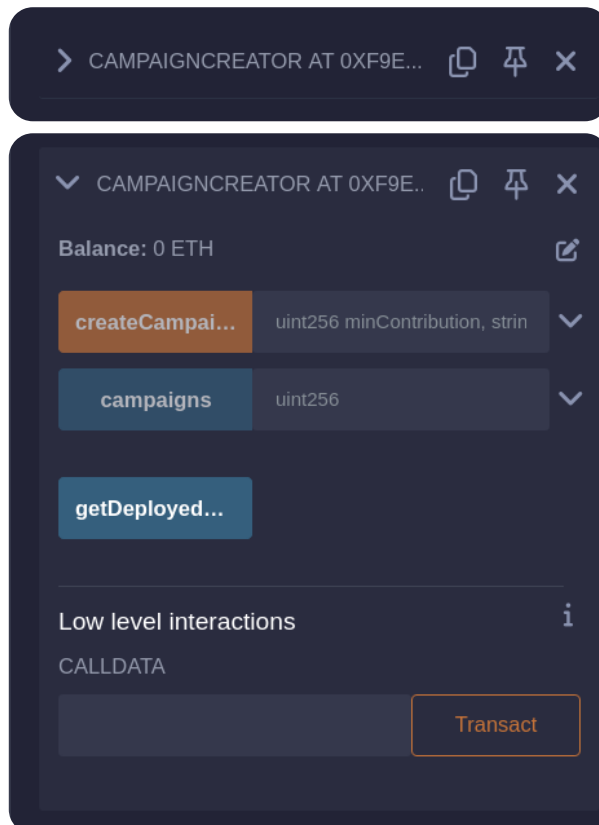 CAMPAIGNCREATOR AT 0XF9E...
CAMPAIGNCREATOR AT 0XF9E..
Balance: 0 ETH
createCampai... uint256 minContribution, strin
campaigns uint256
getDeployed...
Low level interactions
CALLDATA
Transact